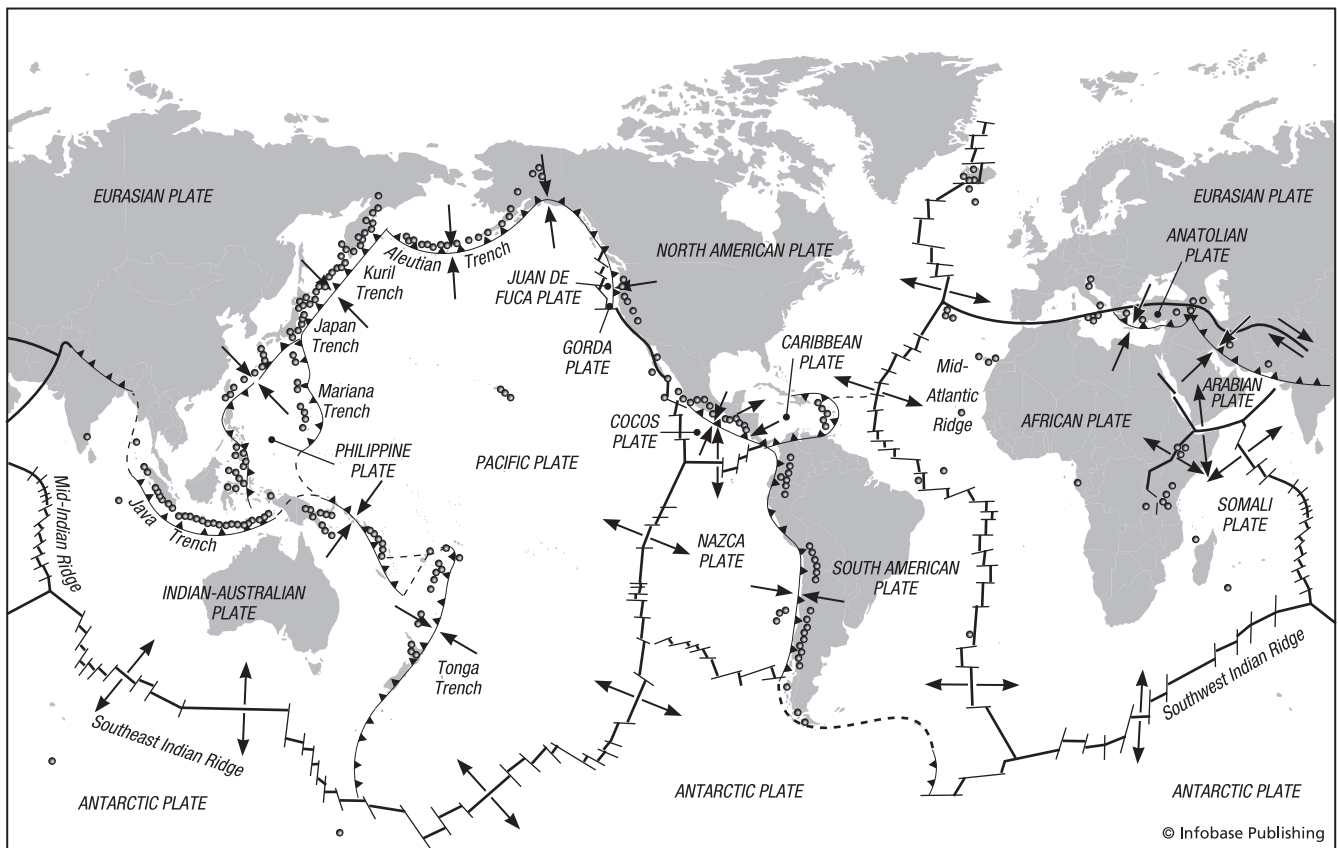 EURASIAN PLATE
Aleutian Trench
Kuril
Trench
Japan
Trench
Mariana
Trench
PHILIPPINE
PLATE
Java Trench
Mid-Indian Ridge
INDIAN-AUSTRALIAN
PLATE
Tonga
Trench
Southeast Indian Ridge
ANTARCTIC PLATE
PACIFIC PLATE
NORTH AMERICAN PLATE
JUAN DE
FUCA PLATE
GORDA
PLATE
CARIBBEAN
PLATE
COCOS
PLATE
NAZCA
PLATE
SOUTH AMERICAN
PLATE
ANTARCTIC PLATE
Mid-
Atlantic
Ridge
EURASIAN PLATE
ANATOLIAN
PLATE
ARABIAN
PLATE
AFRICAN PLATE
SOMALI
PLATE
Southwest Indian Ridge
ANTARCTIC PLATE
© Infobase Publishing